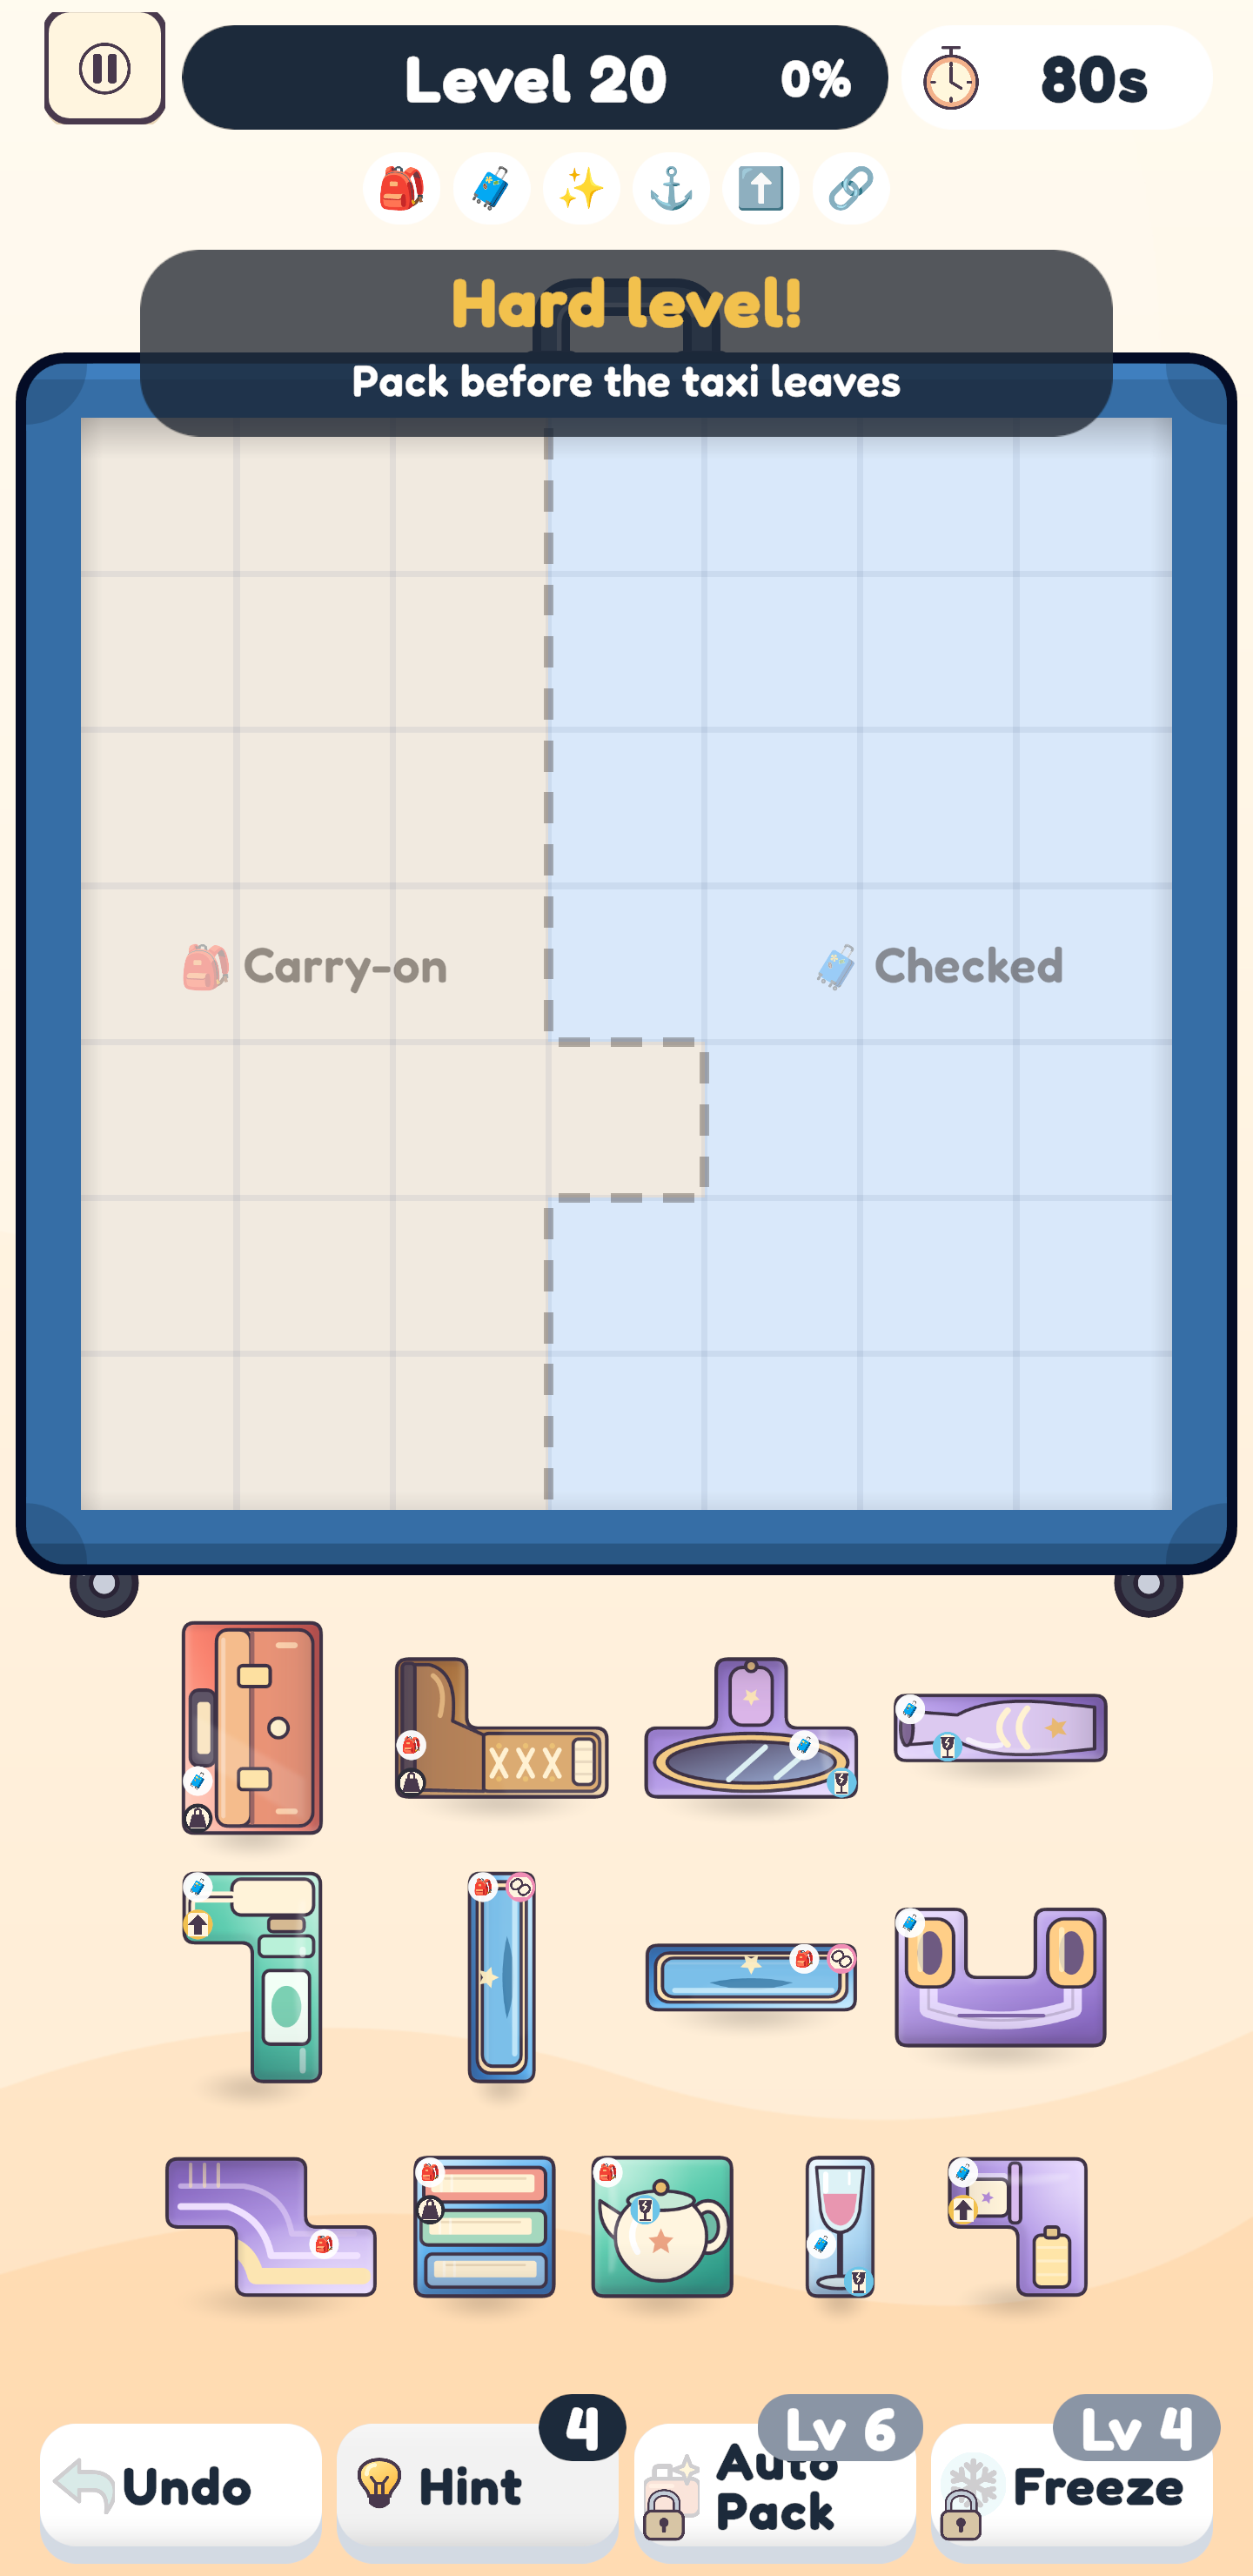 Level 20
0%
80s
Hard level!
Pack before the taxi leaves
Carry-on
Checked
Undo
4
Hint
Lv 6
Auto
Pack
Lv 4
Freeze